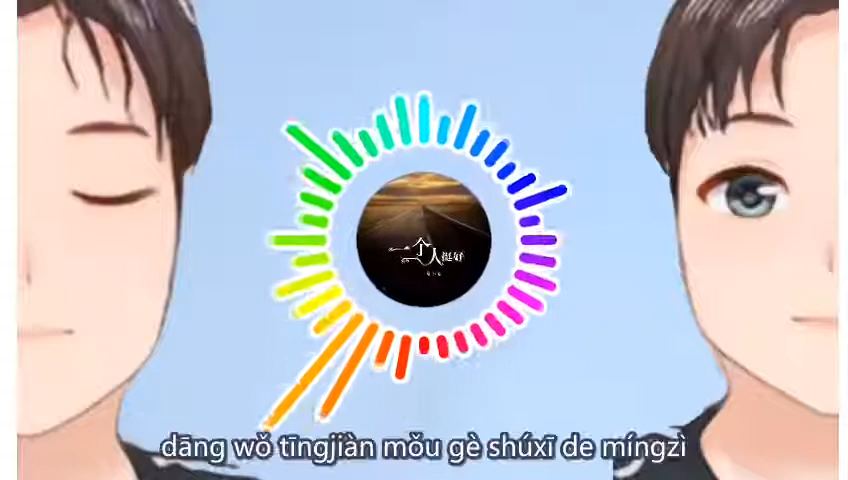 一个人挺好
dāng wǒ tīngjiàn mǒu gè shúxī de míngzì